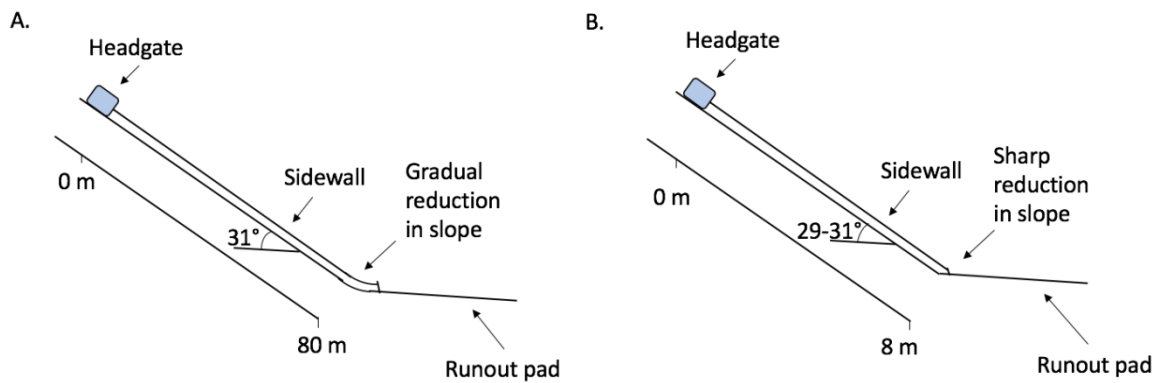 A.
Headgate
0 m
Sidewall
Gradual
reduction
in slope
31°
80 m
Runout pad
B.
Headgate
0 m
Sidewall
Sharp
reduction
in slope
29-31°
8 m
Runout pad